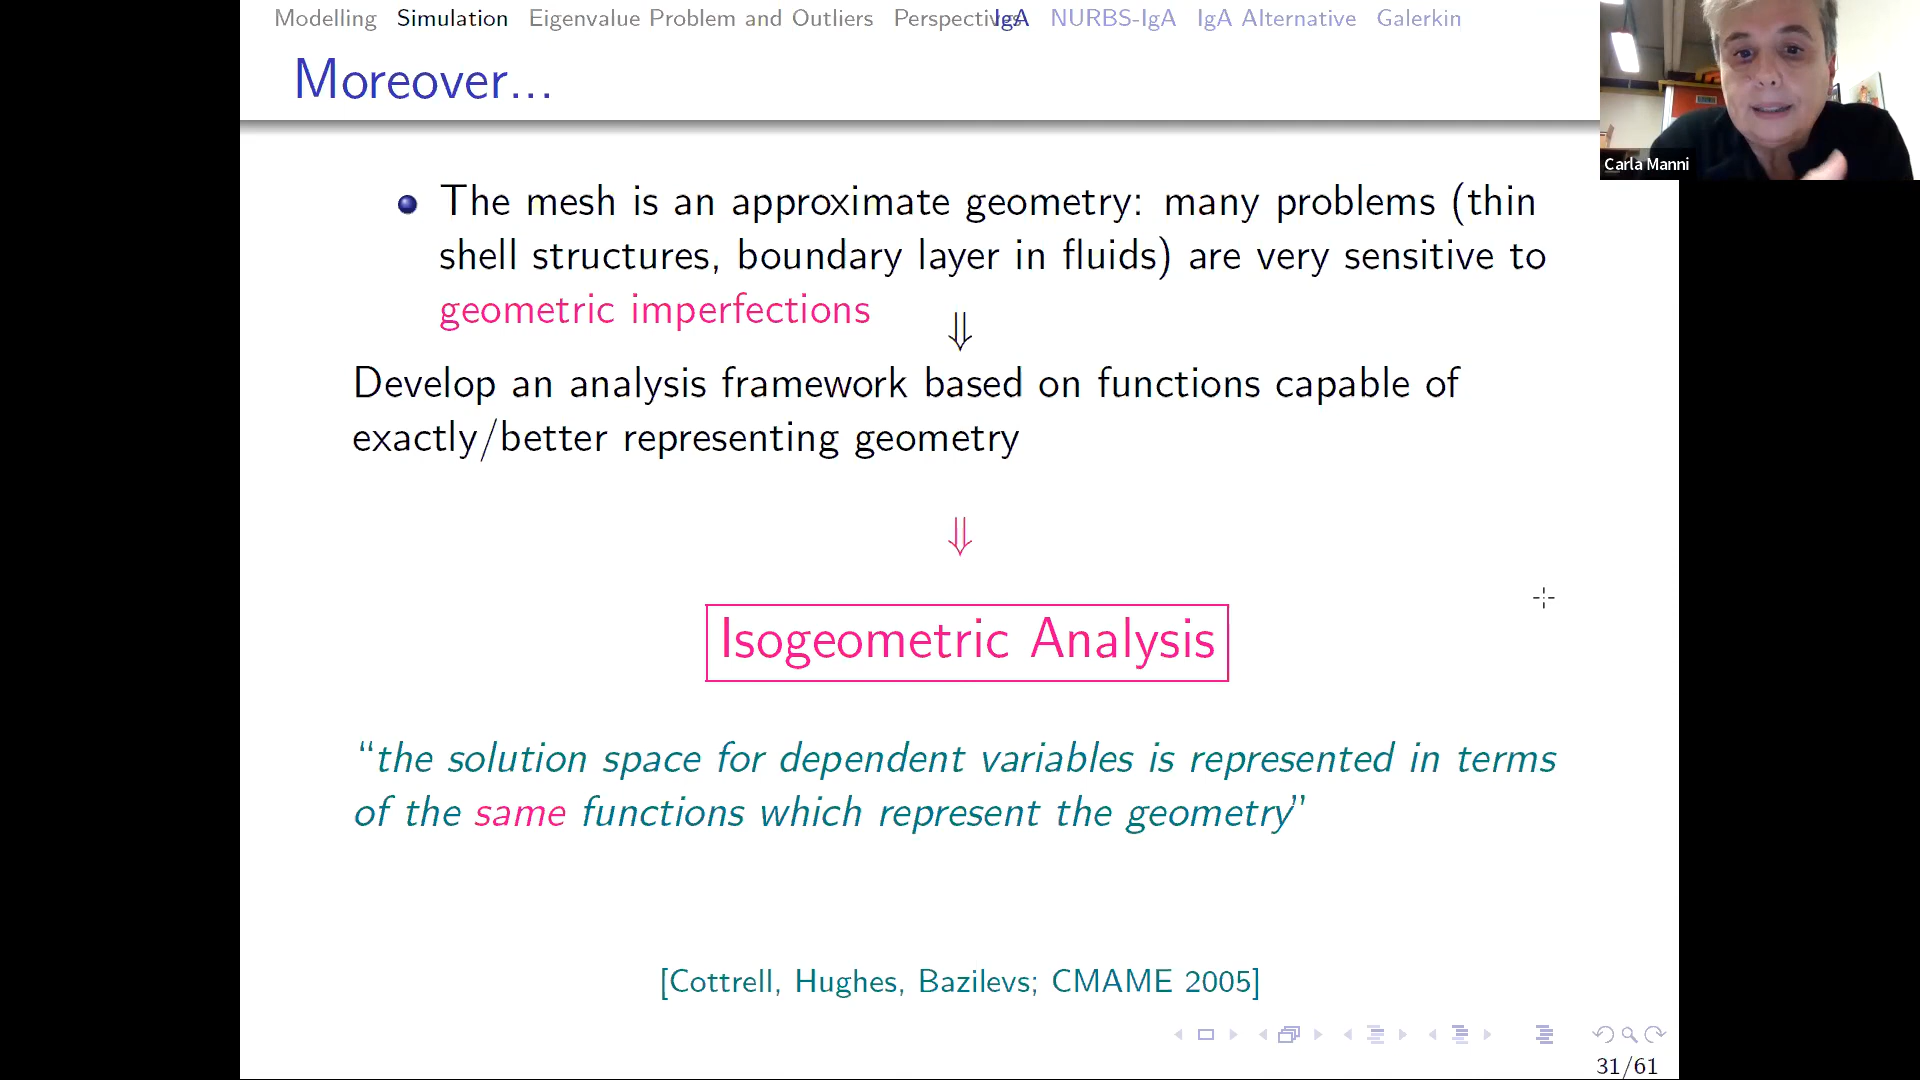 Modelling Simulation Eigenvalue Problem and Outliers Perspectives IgA NURBS-IgA IgA Alternative Galerkin
Moreover...
Carla Manni
The mesh is an approximate geometry: many problems (thin
shell structures, boundary layer in fluids) are very sensitive to
geometric imperfections
⇓
Develop an analysis framework based on functions capable of
exactly/better representing geometry
⇓
Isogeometric Analysis
“the solution space for dependent variables is represented in terms
of the same functions which represent the geometry”
[Cottrell, Hughes, Bazilevs; CMAME 2005]
31/61